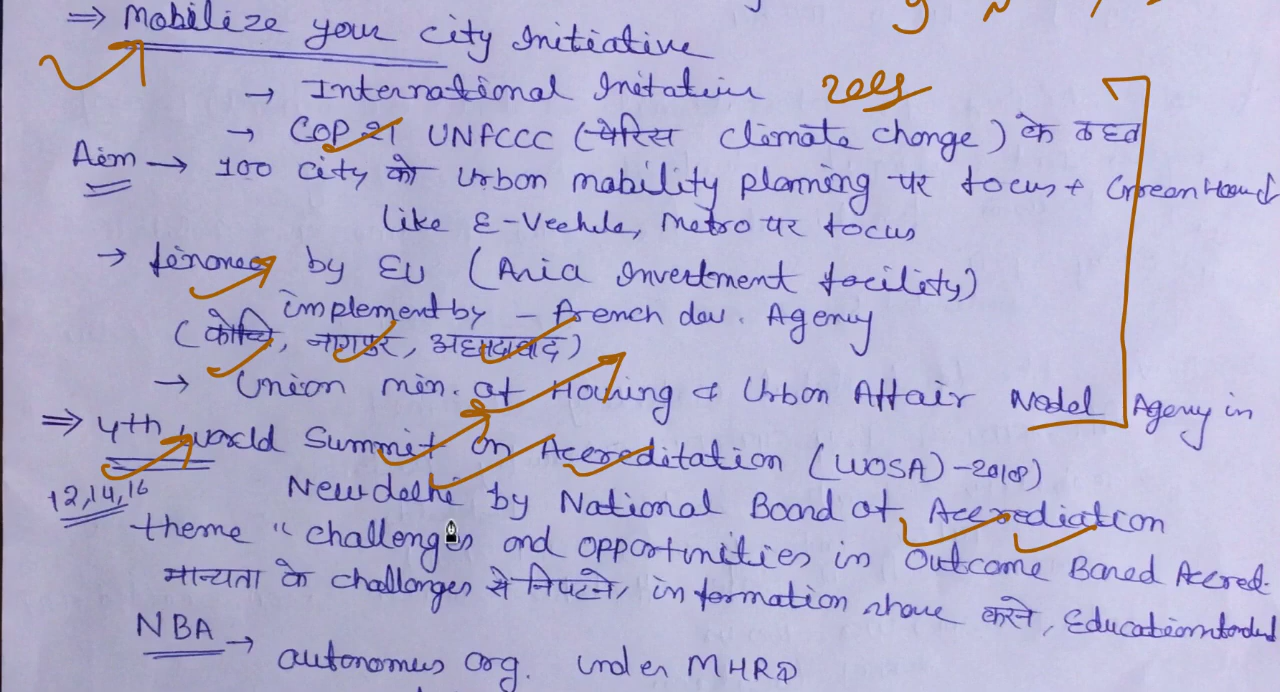 ⇒ Mobilize your city Initiative
→ International Initative 2015
→ COP 21 UNFCCC (पेरिस climate change) के तहत
Aim → 100 city को Urban mobility planning पर focus +
like E-Vechile, Metro पर focus
→ finance by EU (Asia Investment facility)
implement by - French dev. Agency
(कोच्चि, नागपुर, अहमदाबाद)
→ Union min. of Housing & Urban Affair Nodal Agency in
⇒ 4th World Summit on Accreditation (WOSA) -2018)
12,14,16
New delhi by National Board of Accrediation
theme "challenges and opportunities in Outcome Based Accred.
मान्यता के challenges से निपटने, information share करने, Education
NBA → autonomus org. under MHRD